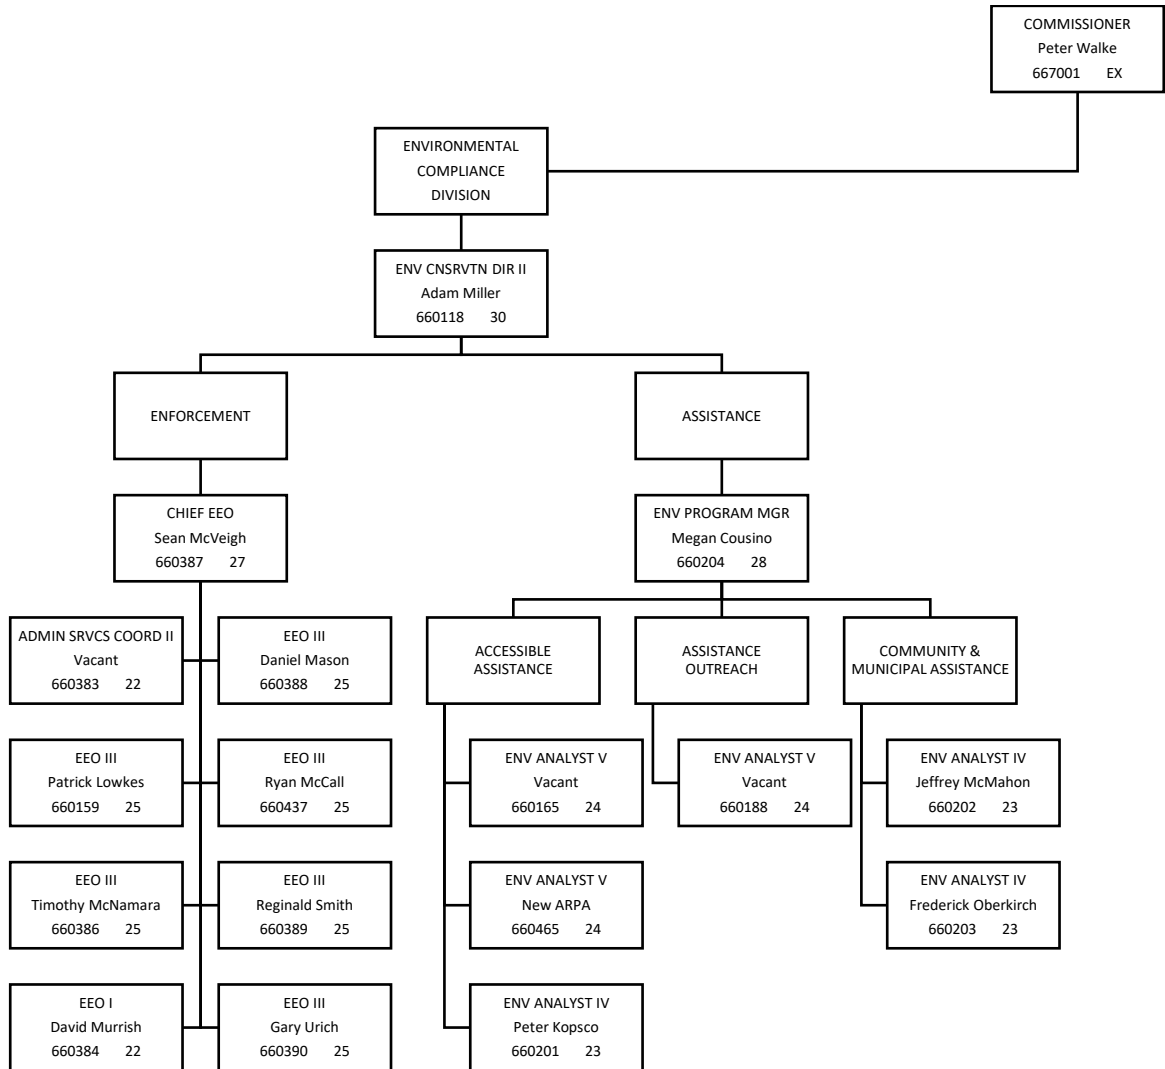 COMMISSIONER
Peter Walke
667001 EX
ENVIRONMENTAL
COMPLIANCE
DIVISION
ENV CNSRVTN DIR II
Adam Miller
660118 30
ENFORCEMENT
ASSISTANCE
CHIEF EEO
Sean McVeigh
660387 27
ENV PROGRAM MGR
Megan Cousino
660204 28
ADMIN SRVCS COORD II
Vacant
660383 22
EEO III
Daniel Mason
660388 25
ACCESSIBLE
ASSISTANCE
ASSISTANCE
OUTREACH
COMMUNITY &
MUNICIPAL ASSISTANCE
EEO III
Patrick Lowkes
660159 25
EEO III
Ryan McCall
660437 25
ENV ANALYST V
Vacant
660165 24
ENV ANALYST V
Vacant
660188 24
ENV ANALYST IV
Jeffrey McMahon
660202 23
EEO III
Timothy McNamara
660386 25
EEO III
Reginald Smith
660389 25
ENV ANALYST V
New ARPA
660465 24
ENV ANALYST IV
Frederick Oberkirch
660203 23
EEO I
David Murrish
660384 22
EEO III
Gary Urich
660390 25
ENV ANALYST IV
Peter Kopsco
660201 23